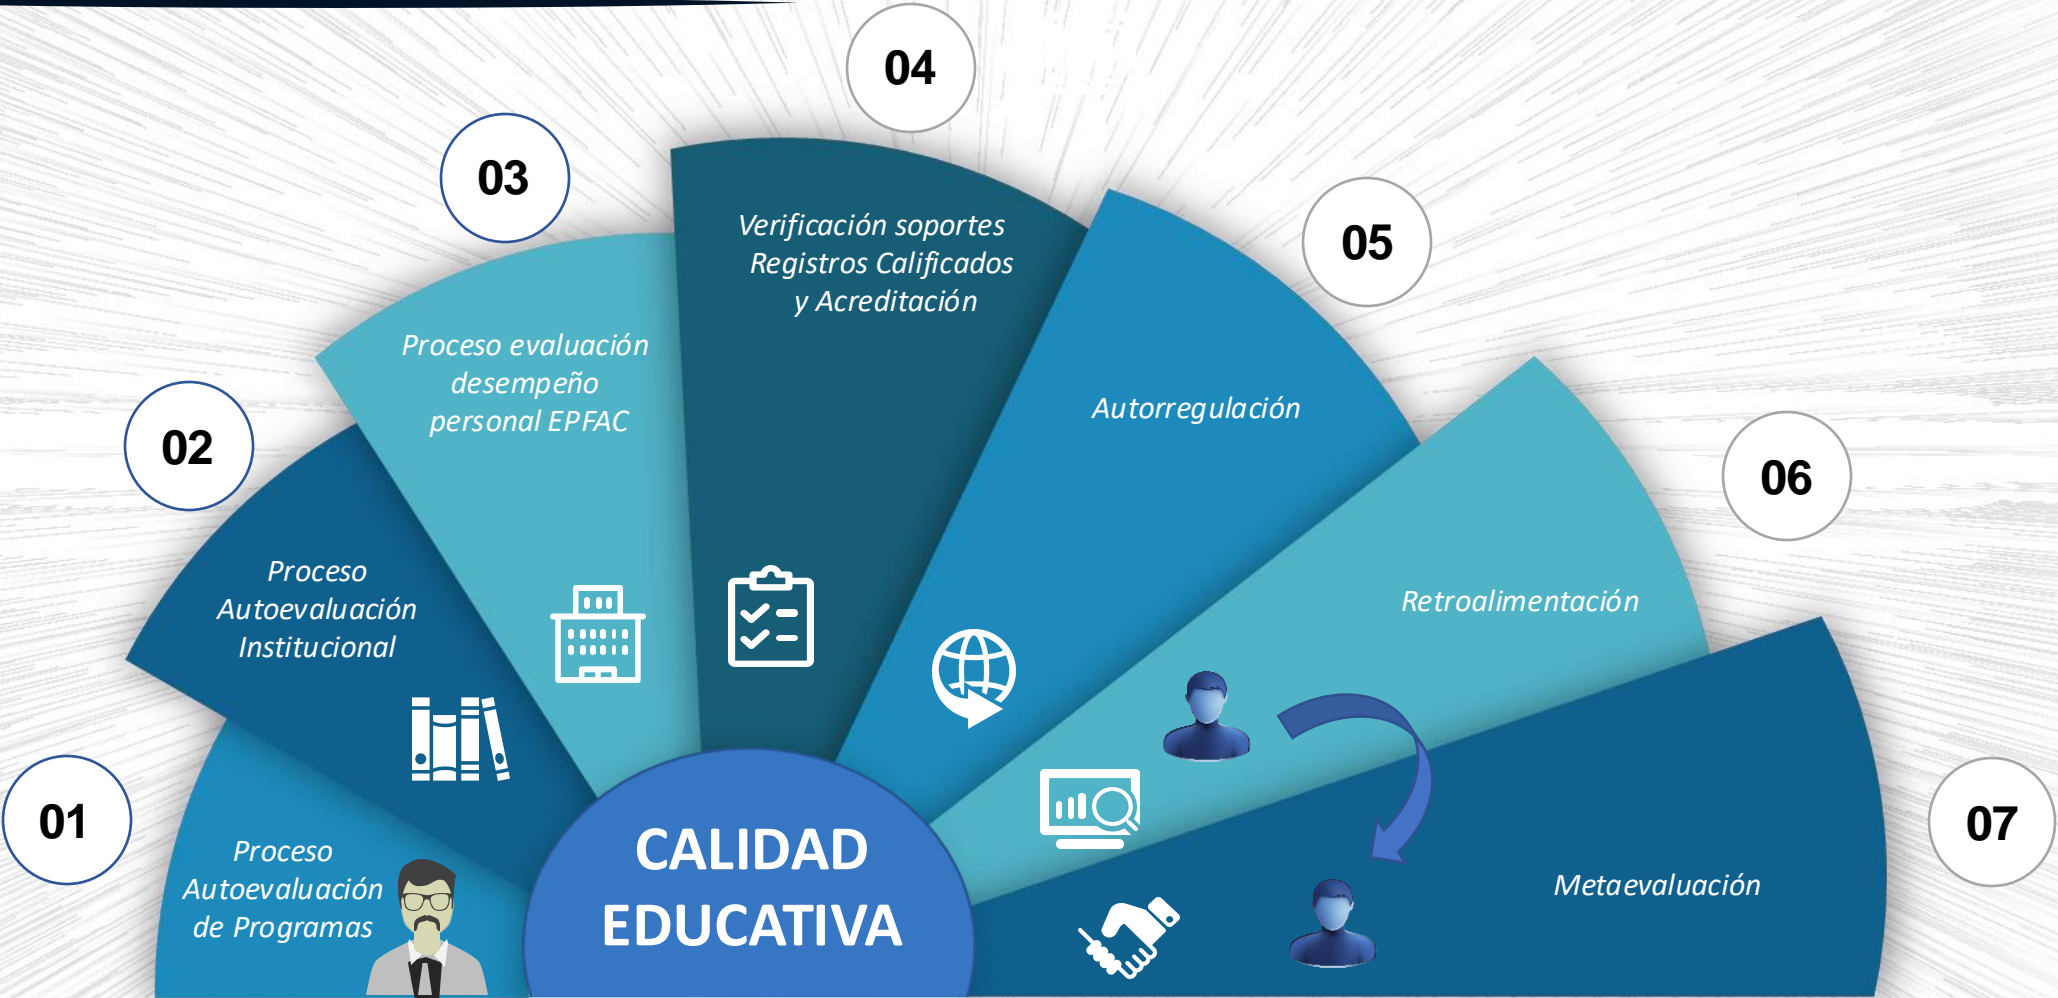 01
Proceso
Autoevaluación
de Programas
02
Proceso
Autoevaluación
Institucional
03
Proceso evaluación
desempeño
personal EPFAC
04
Verificación soportes
Registros Calificados
y Acreditación
05
Autorregulación
06
Retroalimentación
07
Metaevaluación
CALIDAD
EDUCATIVA